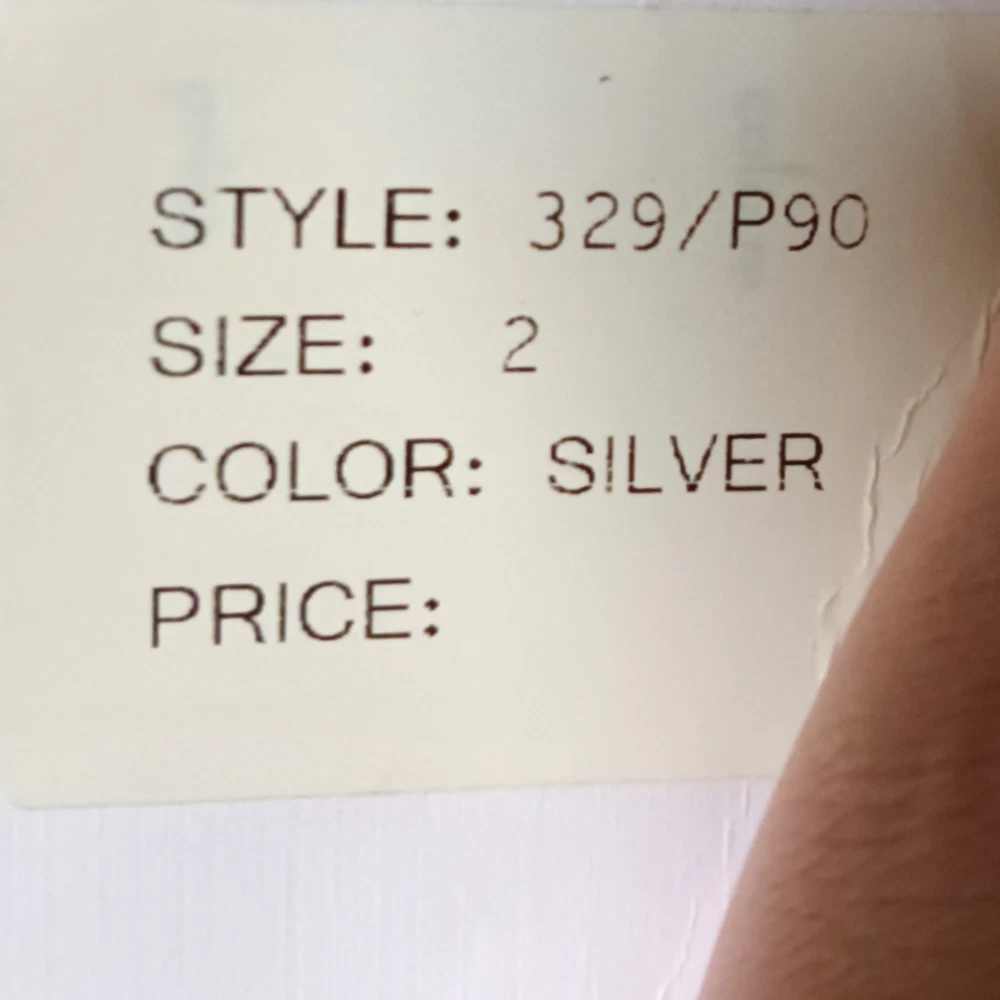 STYLE: 329/P90
SIZE: 2
COLOR: SILVER
PRICE: